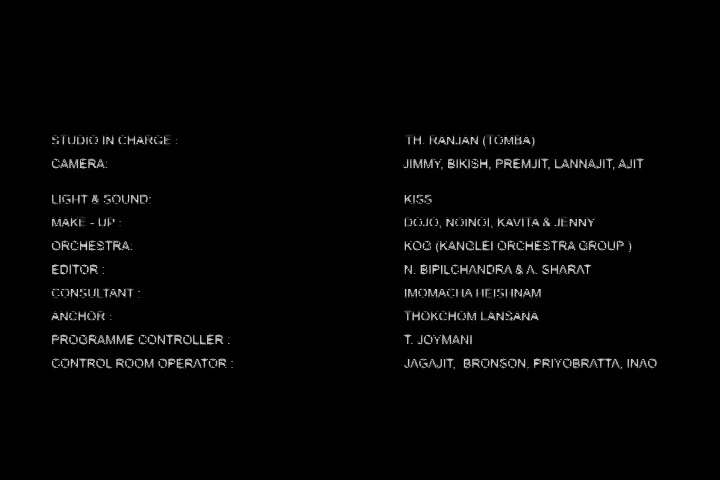 STUDIO IN CHARGE : TH. RANJAN (TOMBA)
CAMERA: JIMMY, BIKISH, PREMJIT, LANNAJIT, AJIT
LIGHT & SOUND: KISS
MAKE - UP : DOJO, NOINOI, KAVITA & JENNY
ORCHESTRA: KOG (KANGLEI ORCHESTRA GROUP )
EDITOR : N. BIPILCHANDRA & A. SHARAT
CONSULTANT : IMOMACHA HEISHNAM
ANCHOR : THOKCHOM LANSANA
PROGRAMME CONTROLLER : T. JOYMANI
CONTROL ROOM OPERATOR : JAGAJIT, BRONSON, PRIYOBRATTA, INAO